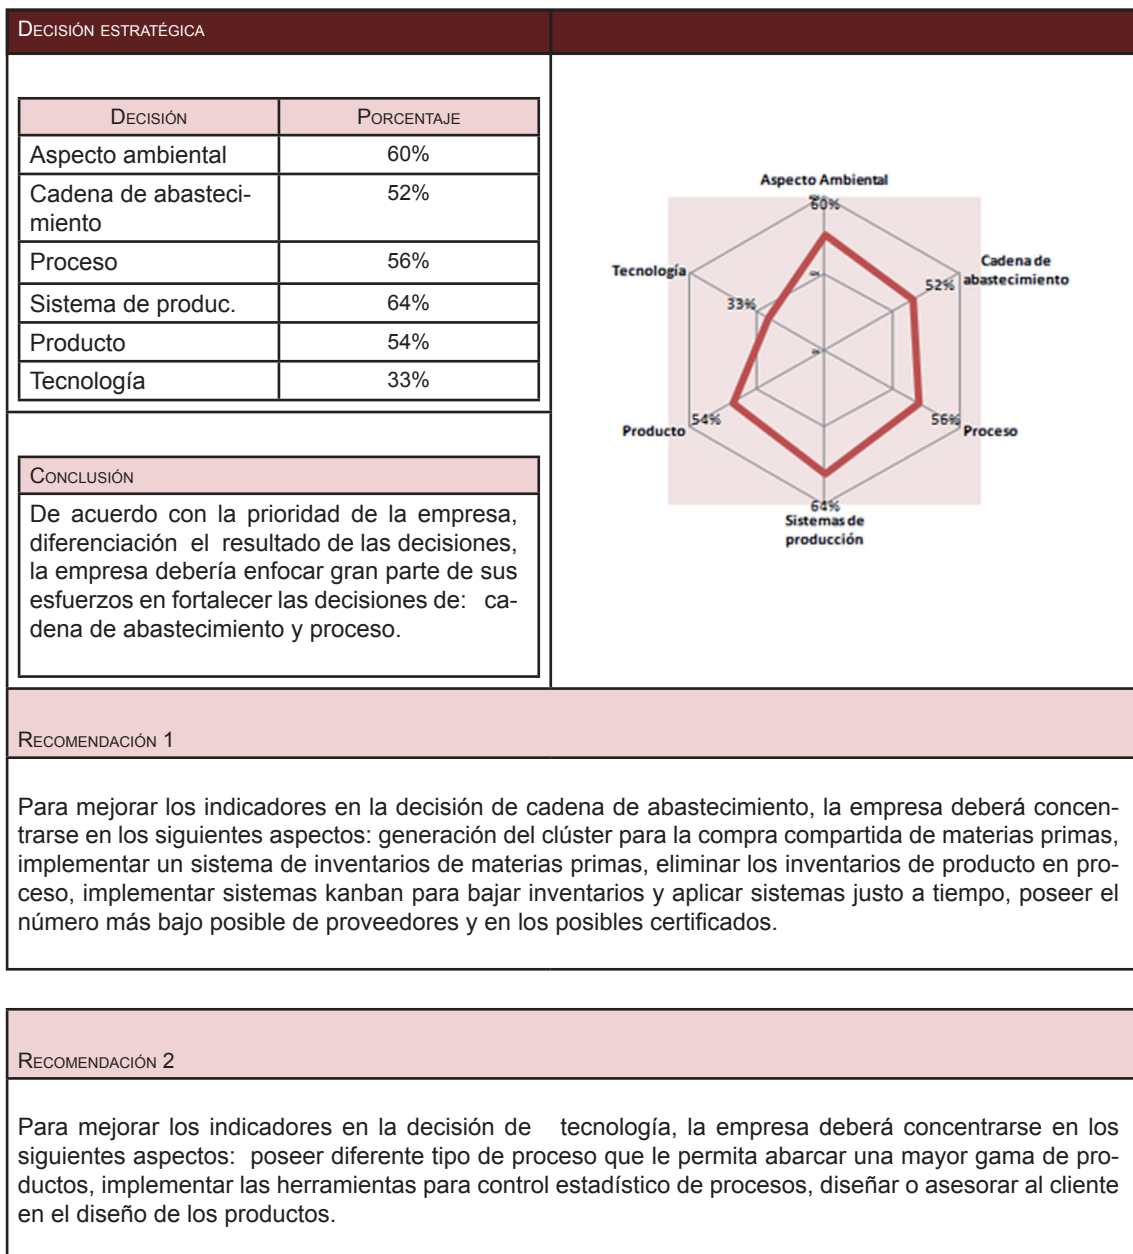 DECISIÓN ESTRATÉGICA
DECISIÓN PORCENTAJE
Aspecto ambiental 60%
Cadena de abasteci-
miento 52%
Proceso 56%
Sistema de produc. 64%
Producto 54%
Tecnología 33%
CONCLUSIÓN
De acuerdo con la prioridad de la empresa,
diferenciación el resultado de las decisiones,
la empresa debería enfocar gran parte de sus
esfuerzos en fortalecer las decisiones de: ca-
dena de abastecimiento y proceso.
Aspecto Ambiental
60%
Cadena de
abastecimiento
52%
Proceso
56%
64%
Sistemas de
producción
Producto
54%
Tecnología
33%
RECOMENDACIÓN 1
Para mejorar los indicadores en la decisión de cadena de abastecimiento, la empresa deberá concen-
trarse en los siguientes aspectos: generación del clúster para la compra compartida de materias primas,
implementar un sistema de inventarios de materias primas, eliminar los inventarios de producto en pro-
ceso, implementar sistemas kanban para bajar inventarios y aplicar sistemas justo a tiempo, poseer el
número más bajo posible de proveedores y en los posibles certificados.
RECOMENDACIÓN 2
Para mejorar los indicadores en la decisión de tecnología, la empresa deberá concentrarse en los
siguientes aspectos: poseer diferente tipo de proceso que le permita abarcar una mayor gama de pro-
ductos, implementar las herramientas para control estadístico de procesos, diseñar o asesorar al cliente
en el diseño de los productos.